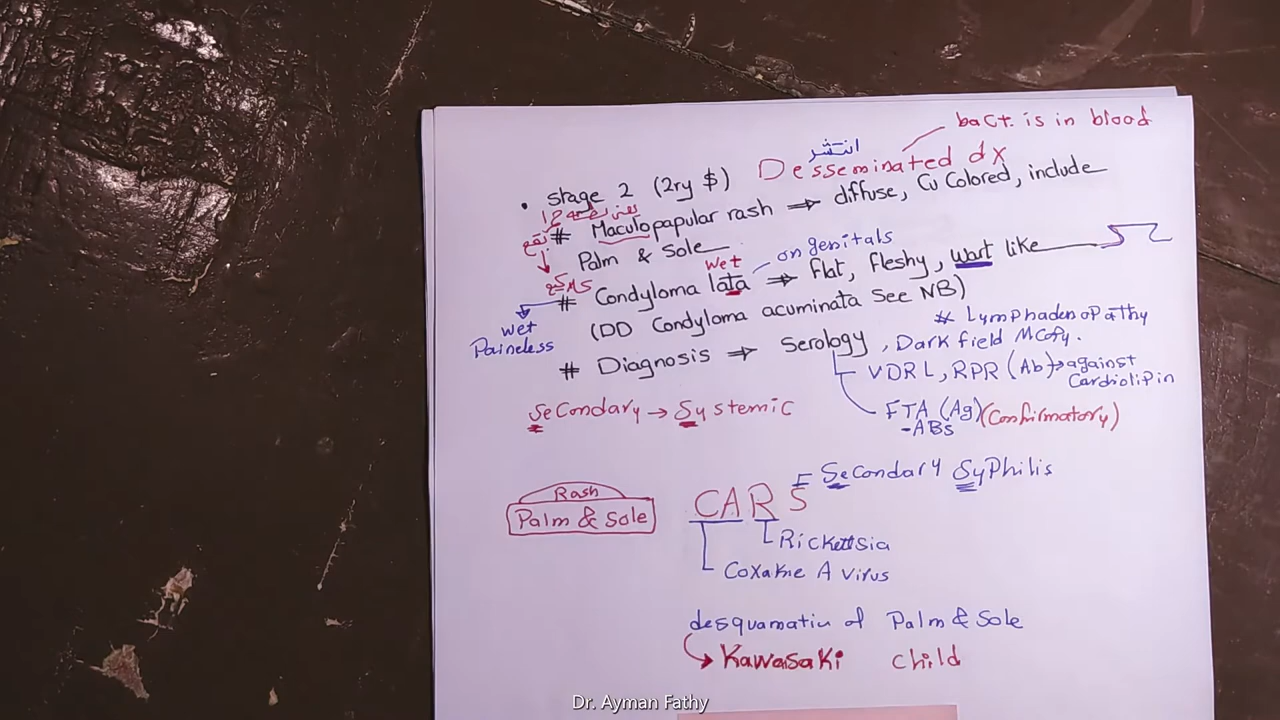 bact. is in blood
انتشر
Desseminated dx
• stage 2 (2ry $)
# Maculopapular rash ⇒ diffuse, Cu Colored, include
بقع
Palm & Sole
wet
on genitals
# Condyloma lata ⇒ flat, fleshy, wart like
wet
Paineless
(DD Condyloma acuminata See NB)
* Lymphadenopathy
# Diagnosis ⇒ Serology, Dark field Mcopy.
VDRL, RPR (Ab) → against
Cardiolipin
FTA (Ag) (Confirmatory)
-ABS
Secondary → Systemic
Secondary Syphilis
Rash
Palm & Sole
CARS
Rickettsia
Coxakie A virus
desquamatin of Palm & Sole
Kawasaki child
Dr. Ayman Fathy